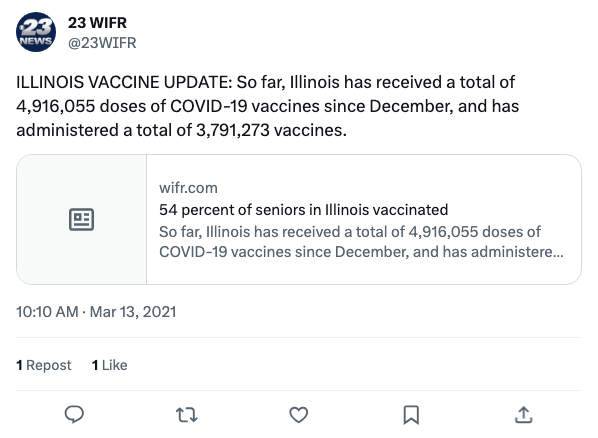 23 WIFR
23
NEWS
@23WIFR
ILLINOIS VACCINE UPDATE: So far, Illinois has received a total of
4,916,055 doses of COVID-19 vaccines since December, and has
administered a total of 3,791,273 vaccines.
wifr.com
54 percent of seniors in Illinois vaccinated
So far, Illinois has received a total of 4,916,055 doses of
COVID-19 vaccines since December, and has administere...
10:10 AM · Mar 13, 2021
1 Repost 1 Like